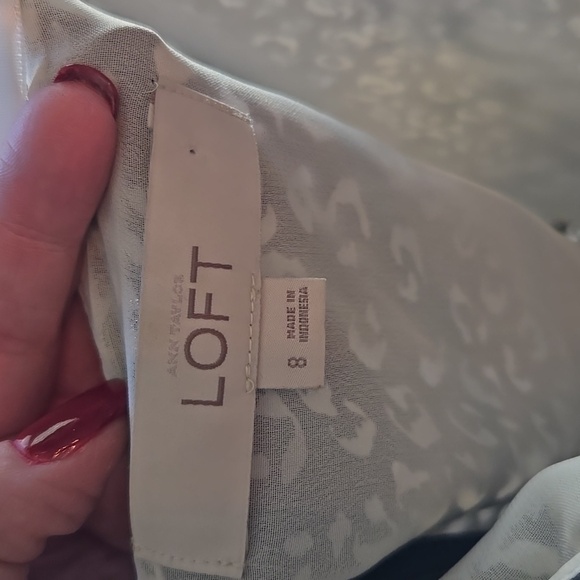 ANN TAYLOR
LOFT
MADE IN
INDONESIA
8